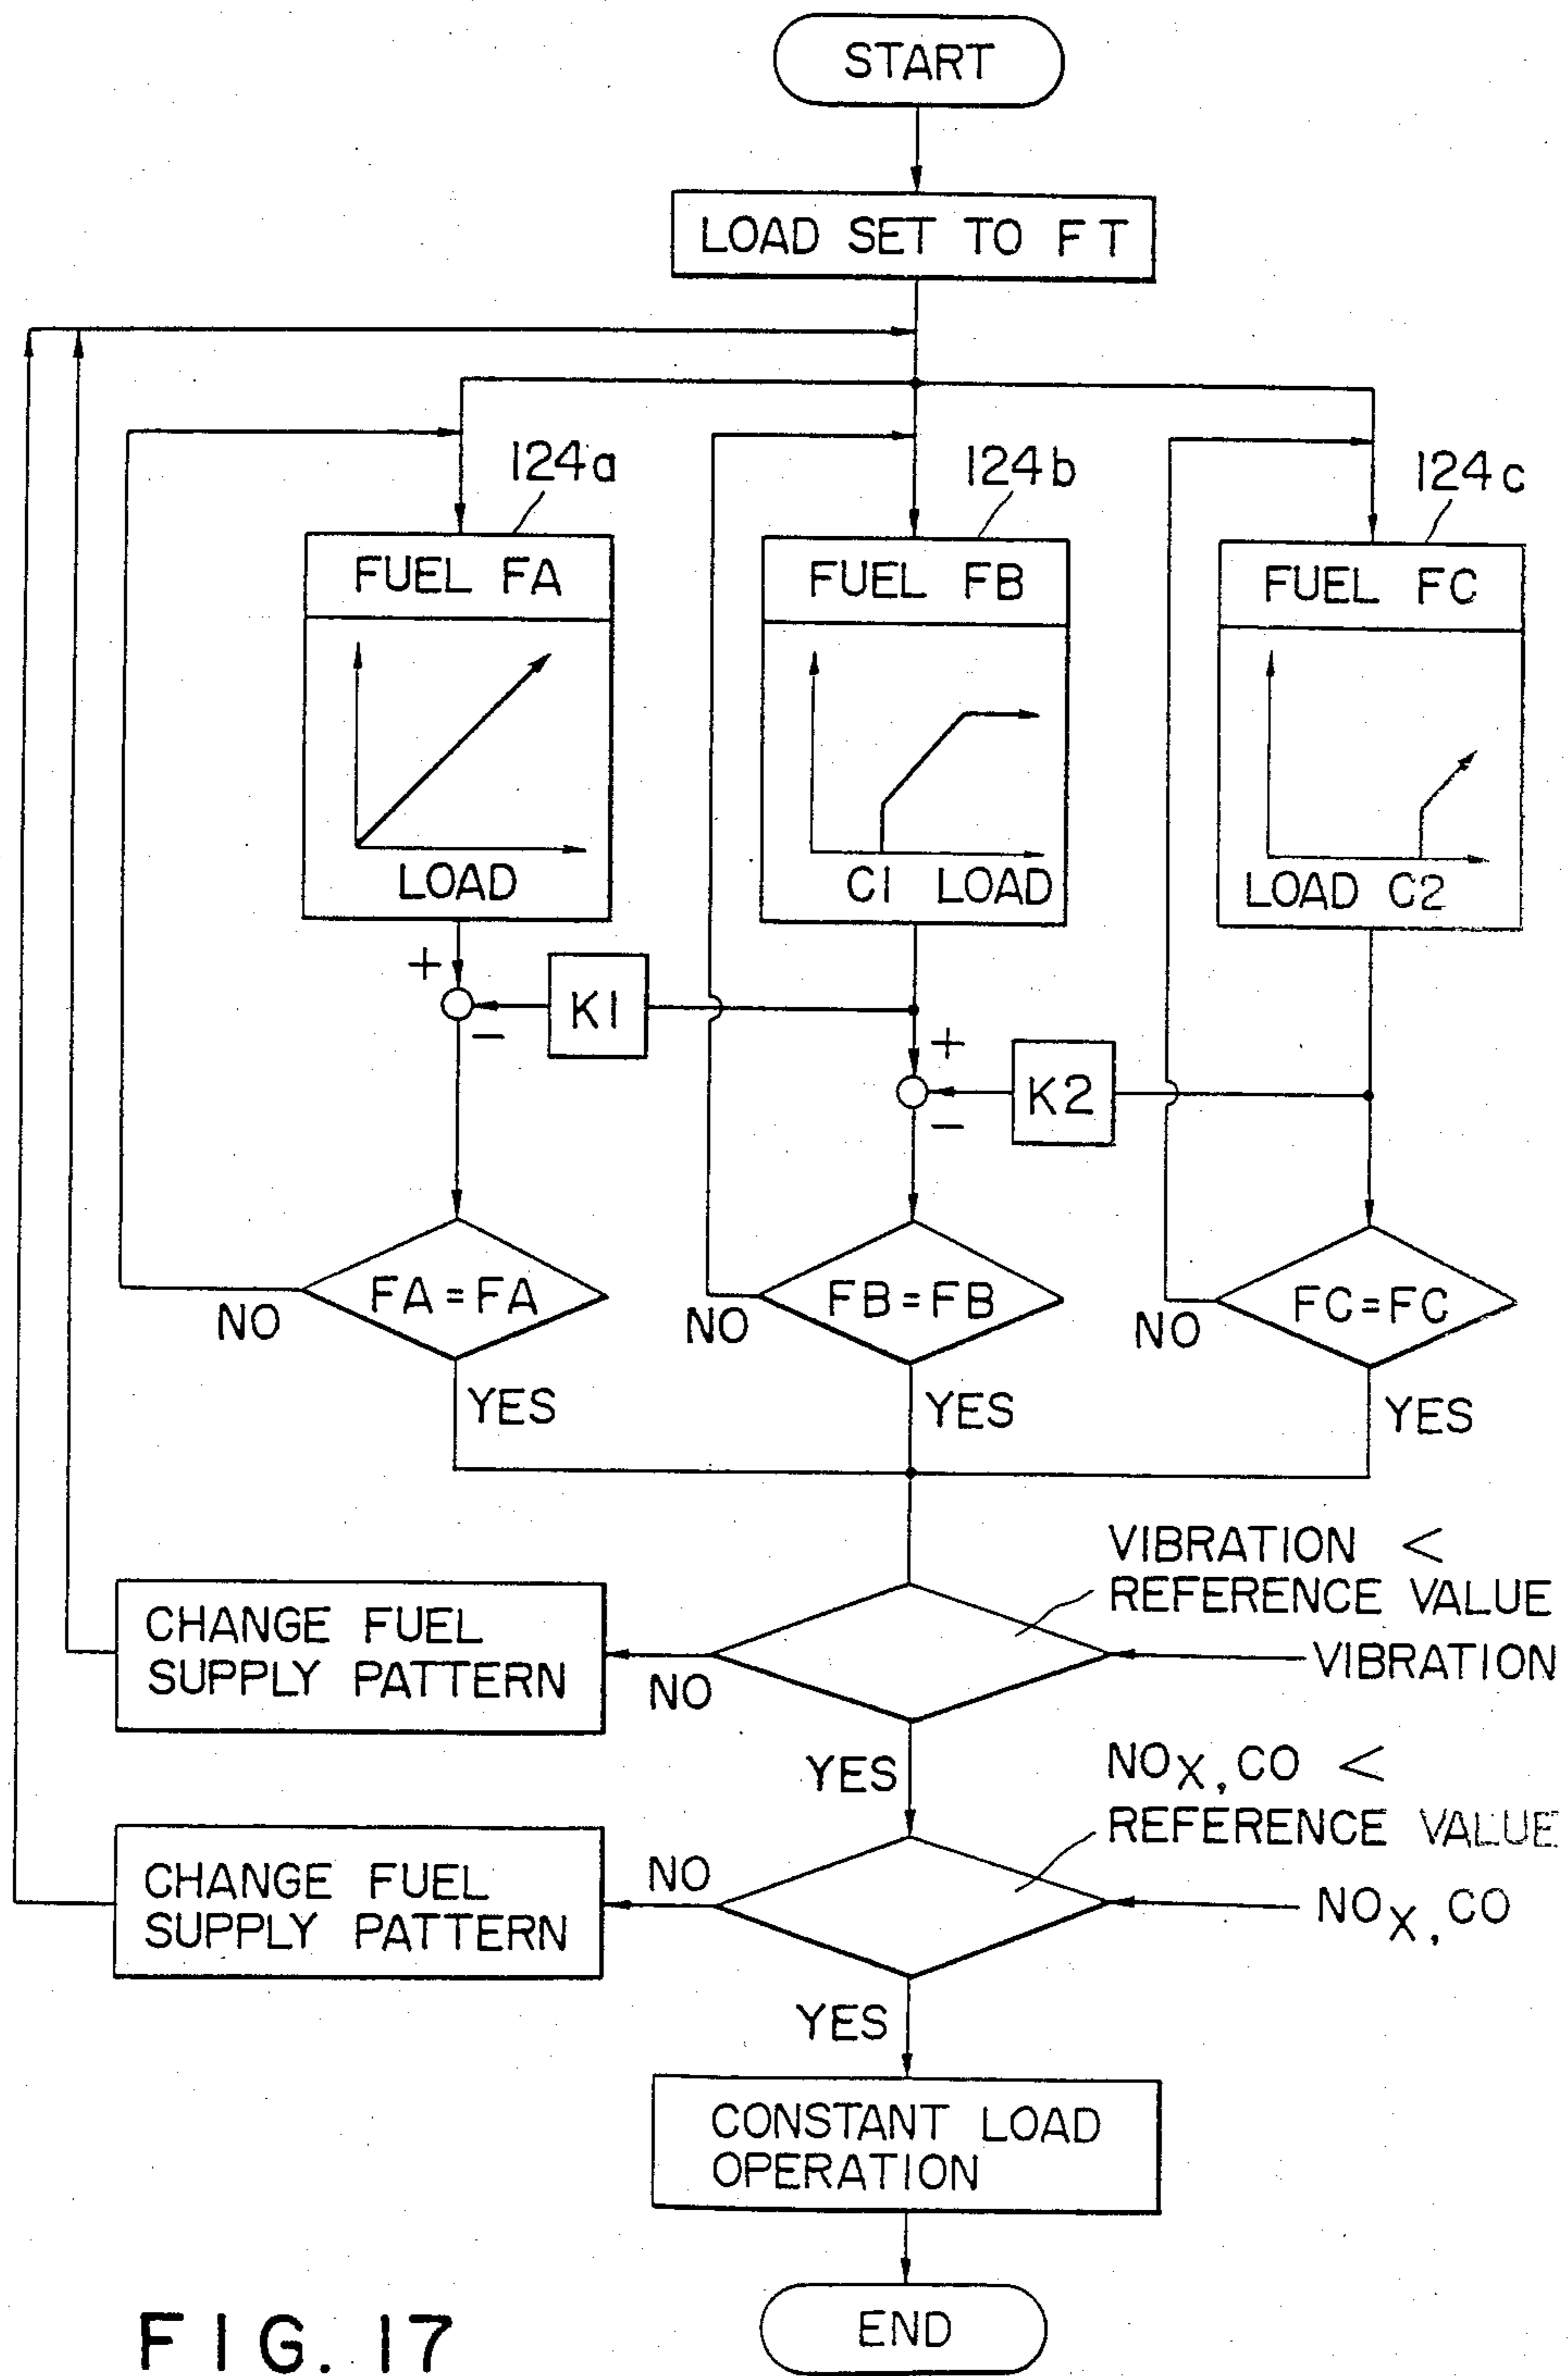 START
LOAD SET TO FT
124a
124b
124c
FUEL FA
FUEL FB
FUEL FC
LOAD
C1 LOAD
LOAD C2
+
K1
−
+
K2
−
FA=FA
FB=FB
FC=FC
NO
NO
NO
YES
YES
YES
VIBRATION <
REFERENCE VALUE
CHANGE FUEL
SUPPLY PATTERN
NO
VIBRATION
YES
NOX, CO <
REFERENCE VALUE
CHANGE FUEL
SUPPLY PATTERN
NO
NOX, CO
YES
CONSTANT LOAD
OPERATION
END
FIG. 17